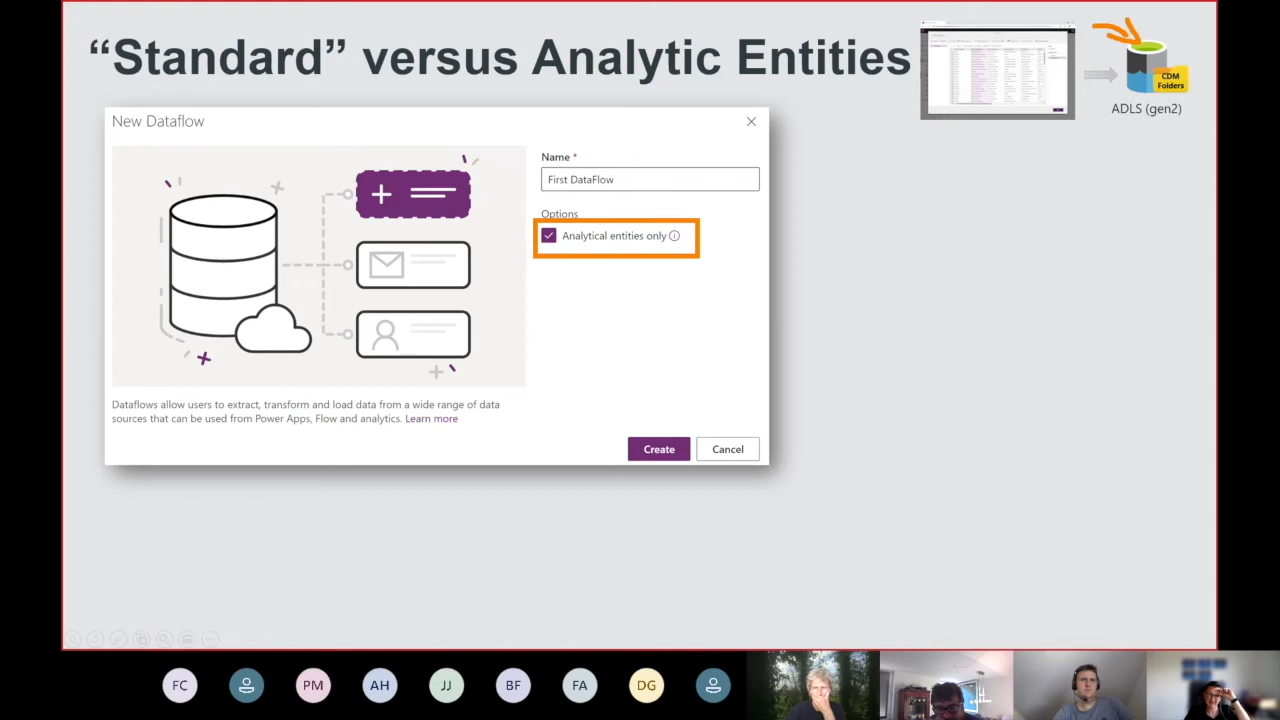 “Standard” versus Analytic Entities
CDM
Folders
ADLS (gen2)
New Dataflow
Name *
First DataFlow
Options
Analytical entities only
Dataflows allow users to extract, transform and load data from a wide range of data
sources that can be used from Power Apps, Flow and analytics. Learn more
Create
Cancel
FC
PM
AH
JJ
BF
FA
DG